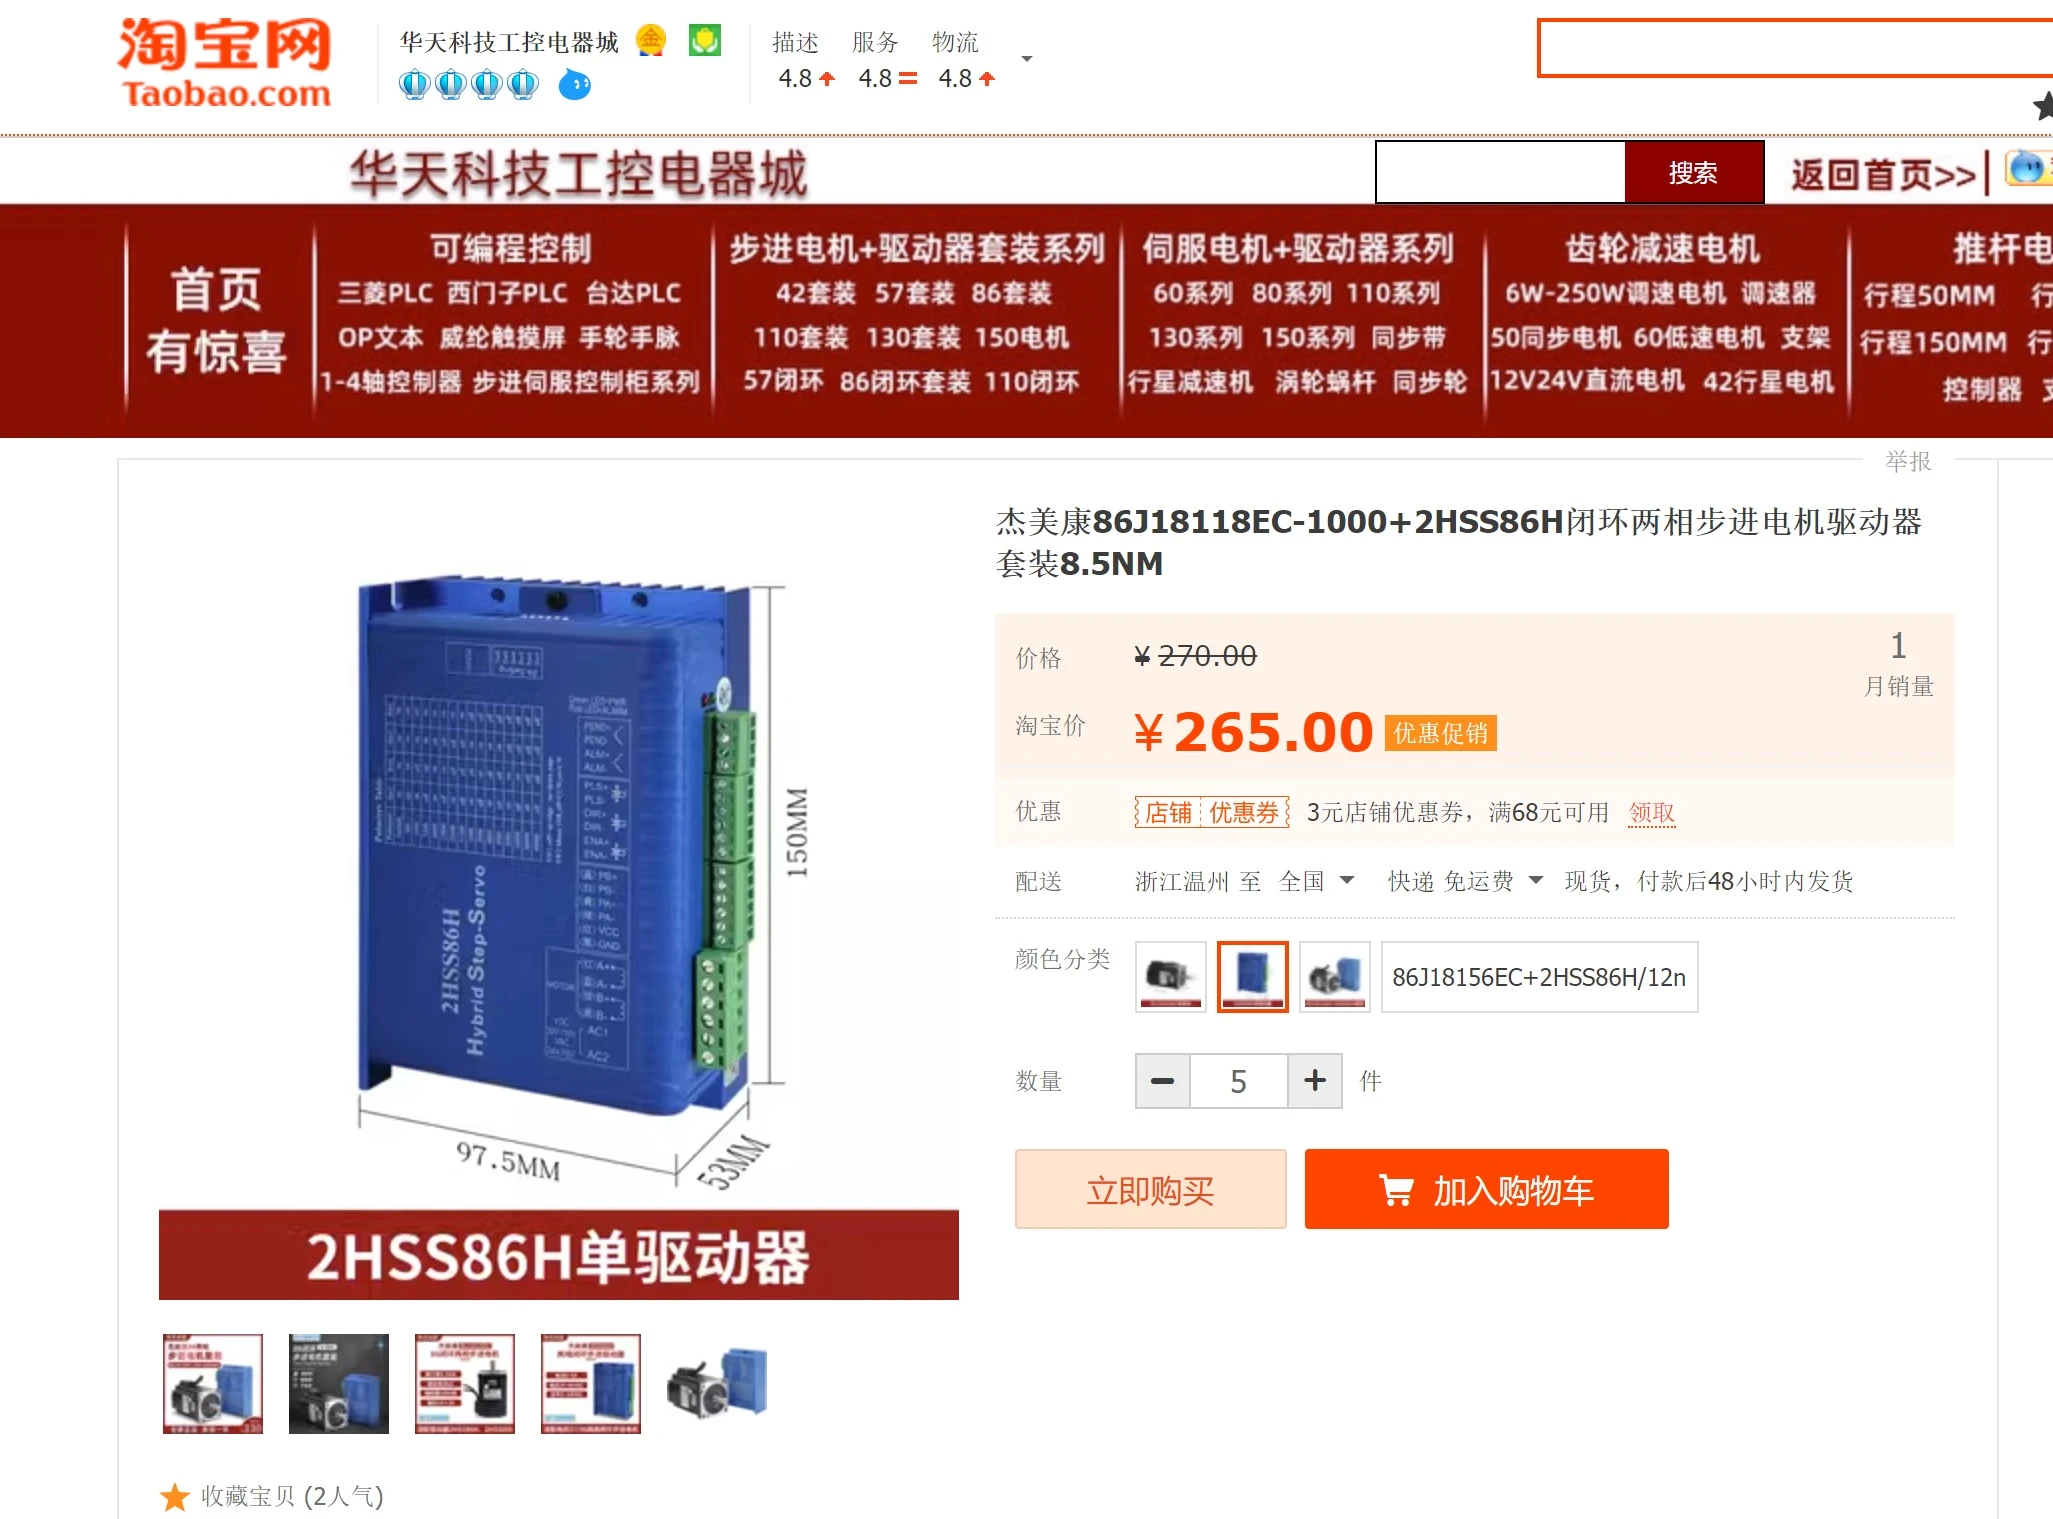 淘宝网
Taobao.com
华天科技工控电器城
描述 服务 物流
4.8 4.8 4.8
华天科技工控电器城
搜索
返回首页>>
首页
有惊喜
可编程控制
三菱PLC 西门子PLC 台达PLC
OP文本 威纶触摸屏 手轮手脉
1-4轴控制器 步进伺服控制柜系列
步进电机+驱动器套装系列
42套装 57套装 86套装
110套装 130套装 150电机
57闭环 86闭环套装 110闭环
伺服电机+驱动器系列
60系列 80系列 110系列
130系列 150系列 同步带
行星减速机 涡轮蜗杆 同步轮
齿轮减速电机
6W-250W调速电机 调速器
50同步电机 60低速电机 支架
12V24V直流电机 42行星电机
推杆电
行程50MM 行
行程150MM 行
控制器 支
举报
杰美康86J18118EC-1000+2HSS86H闭环两相步进电机驱动器
套装8.5NM
价格 ¥ 270.00
1
月销量
淘宝价 ¥ 265.00 优惠促销
优惠 店铺 优惠券 3元店铺优惠券，满68元可用 领取
配送 浙江温州 至 全国 快递 免运费 现货，付款后48小时内发货
颜色分类 86J18156EC+2HSS86H/12n
数量 5 件
立即购买 加入购物车
2HSS86H
Hybrid Step-Servo
PEND+
PEND-
ALM+
ALM-
PLS+
PLS-
DIR+
DIR-
ENA+
ENA-
PB+
PB-
PA+
PA-
VCC
GND
MOTOR
A+
A-
B+
B-
AC1
AC2
150MM
97.5MM
53MM
2HSS86H单驱动器
收藏宝贝 (2人气)